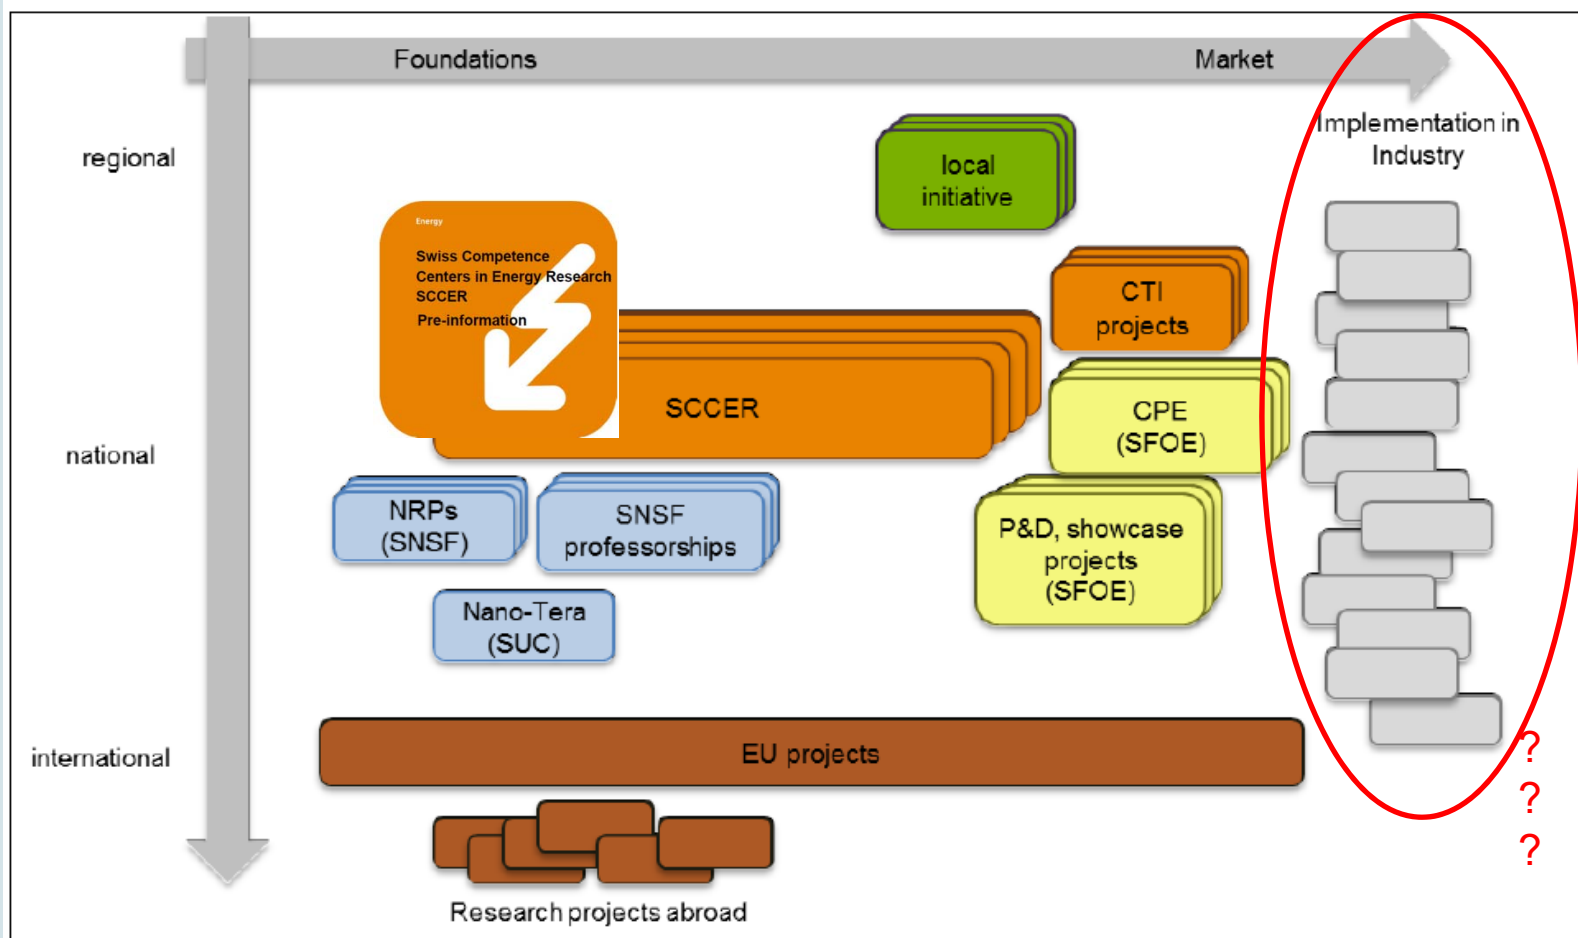 Foundations
Market
Implementation in
Industry
regional
local
initiative
Energy
Swiss Competence
Centers in Energy Research
SCCER
Pre-information
CTI
projects
SCCER
CPE
(SFOE)
national
NRPs
(SNSF)
SNSF
professorships
P&D, showcase
projects
(SFOE)
Nano-Tera
(SUC)
international
EU projects
?
?
?
Research projects abroad